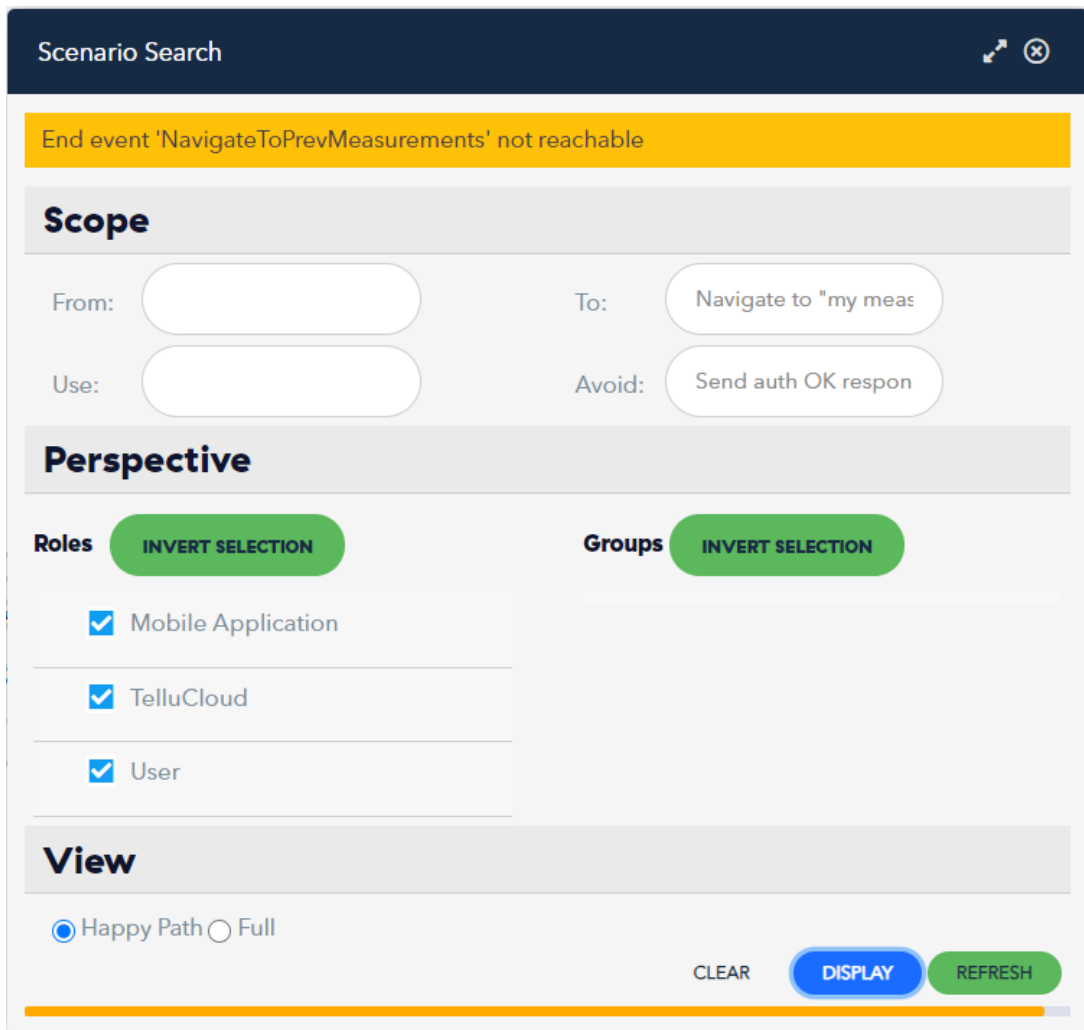 Scenario Search
End event 'NavigateToPrevMeasurements' not reachable
Scope
From: To: Navigate to "my meas
Use: Avoid: Send auth OK respon
Perspective
Roles INVERT SELECTION Groups INVERT SELECTION
Mobile Application
TelluCloud
User
View
Happy Path Full
CLEAR DISPLAY REFRESH